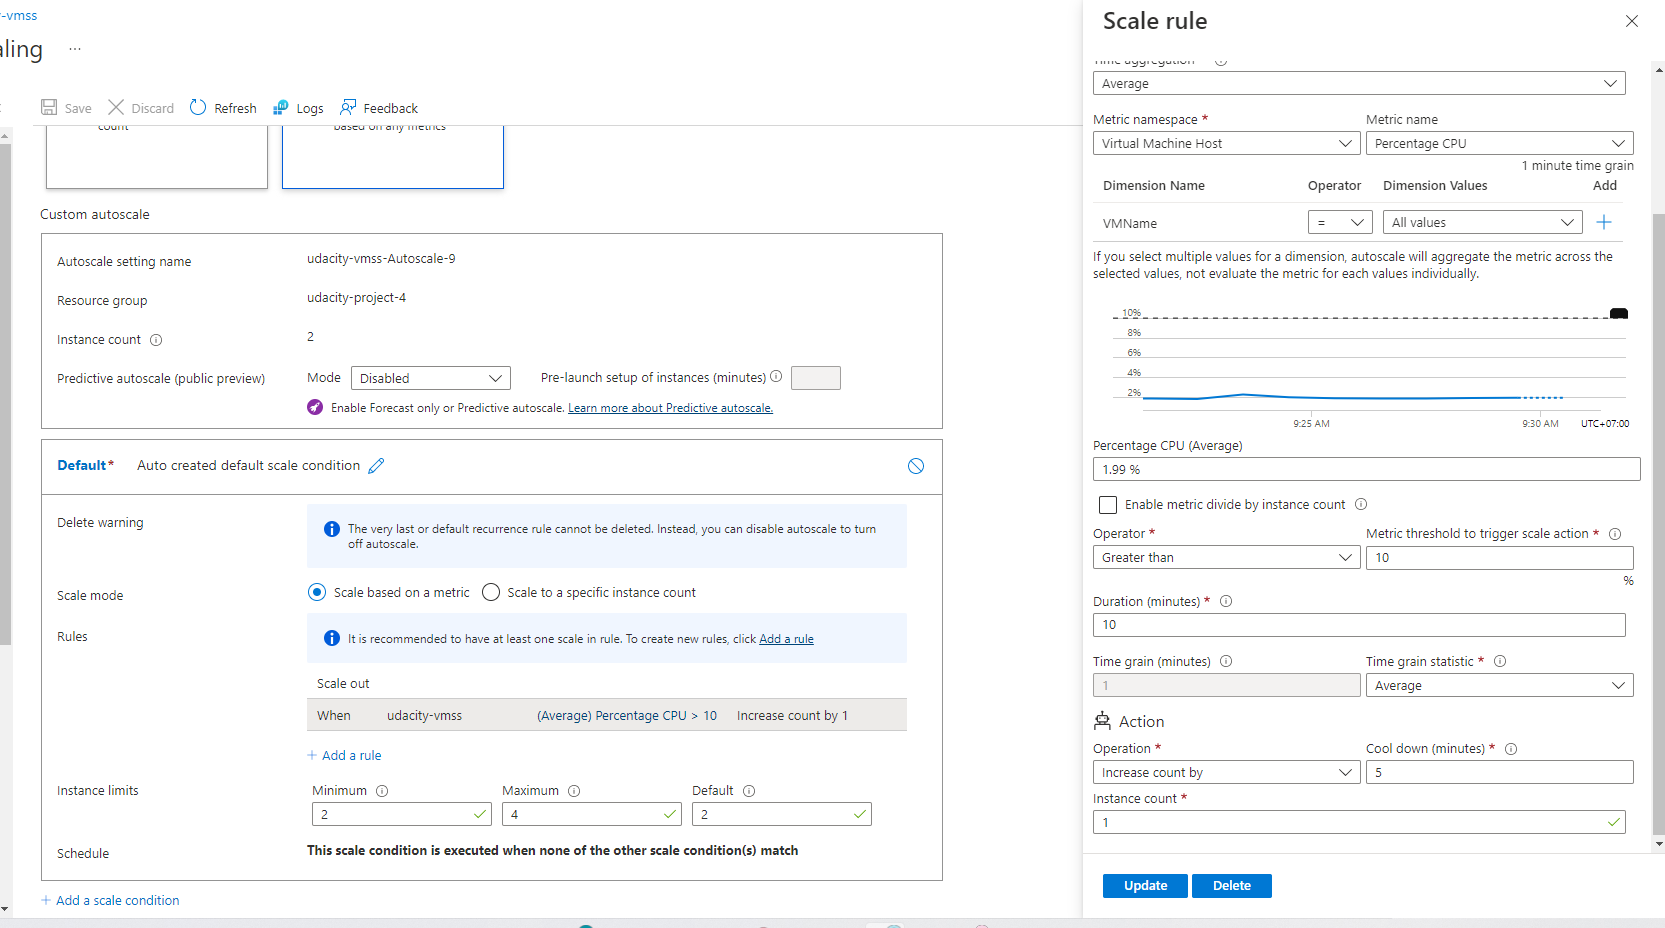 -vmss
aling ...
Save Discard Refresh Logs Feedback
count
based on any metrics
Custom autoscale
Autoscale setting name udacity-vmss-Autoscale-9
Resource group udacity-project-4
Instance count 2
Predictive autoscale (public preview) Mode Disabled Pre-launch setup of instances (minutes)
Enable Forecast only or Predictive autoscale. Learn more about Predictive autoscale.
Default* Auto created default scale condition
Delete warning
The very last or default recurrence rule cannot be deleted. Instead, you can disable autoscale to turn
off autoscale.
Scale mode Scale based on a metric Scale to a specific instance count
Rules It is recommended to have at least one scale in rule. To create new rules, click Add a rule
Scale out
When udacity-vmss (Average) Percentage CPU > 10 Increase count by 1
+ Add a rule
Instance limits Minimum Maximum Default
2 4 2
Schedule This scale condition is executed when none of the other scale condition(s) match
+ Add a scale condition
Scale rule
Time aggregation
Average
Metric namespace * Metric name
Virtual Machine Host Percentage CPU
1 minute time grain
Dimension Name Operator Dimension Values Add
VMName = All values +
If you select multiple values for a dimension, autoscale will aggregate the metric across the
selected values, not evaluate the metric for each values individually.
10%
8%
6%
4%
2%
9:25 AM 9:30 AM UTC+07:00
Percentage CPU (Average)
1.99 %
Enable metric divide by instance count
Operator * Metric threshold to trigger scale action *
Greater than 10
%
Duration (minutes) *
10
Time grain (minutes) Time grain statistic *
1 Average
Action
Operation * Cool down (minutes) *
Increase count by 5
Instance count *
1
Update Delete